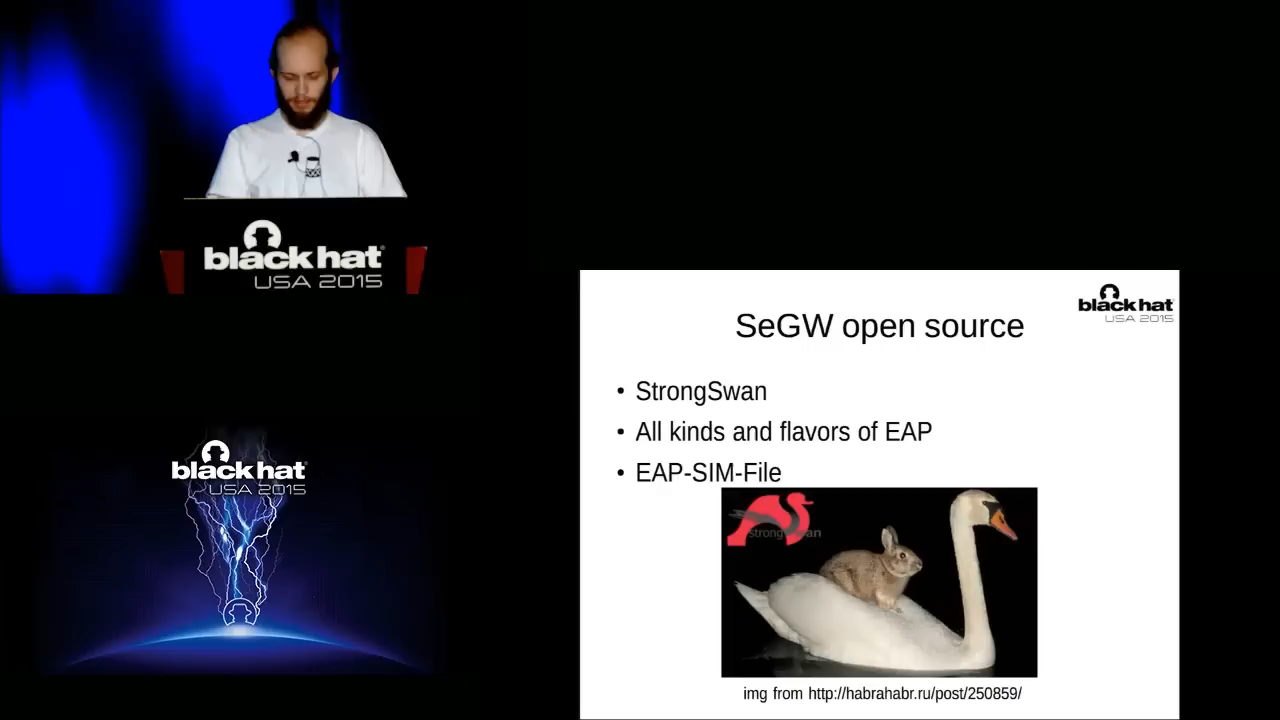 black hat
USA 2015
black hat
USA 2015
SeGW open source
black hat
USA 2015
• StrongSwan
• All kinds and flavors of EAP
• EAP-SIM-File
strongswan
img from http://habrahabr.ru/post/250859/